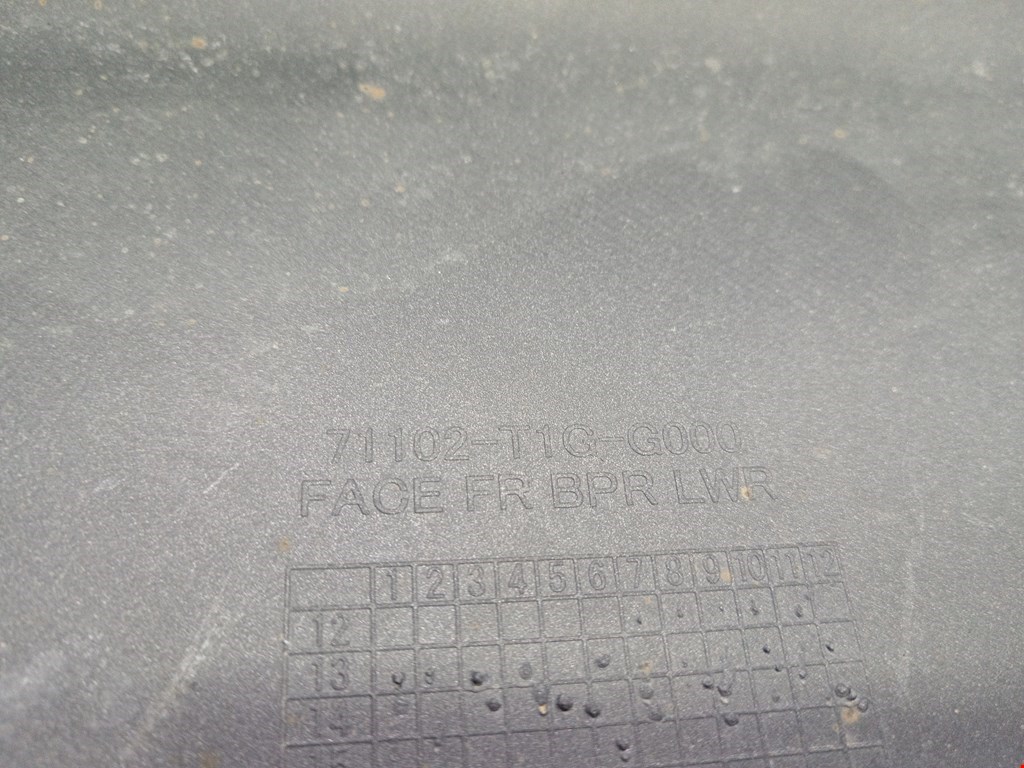 71102-T1G-G000
FACE FR BPR LWR
1 2 3 4 5 6 7 8 9 10 11 12
12
13
14